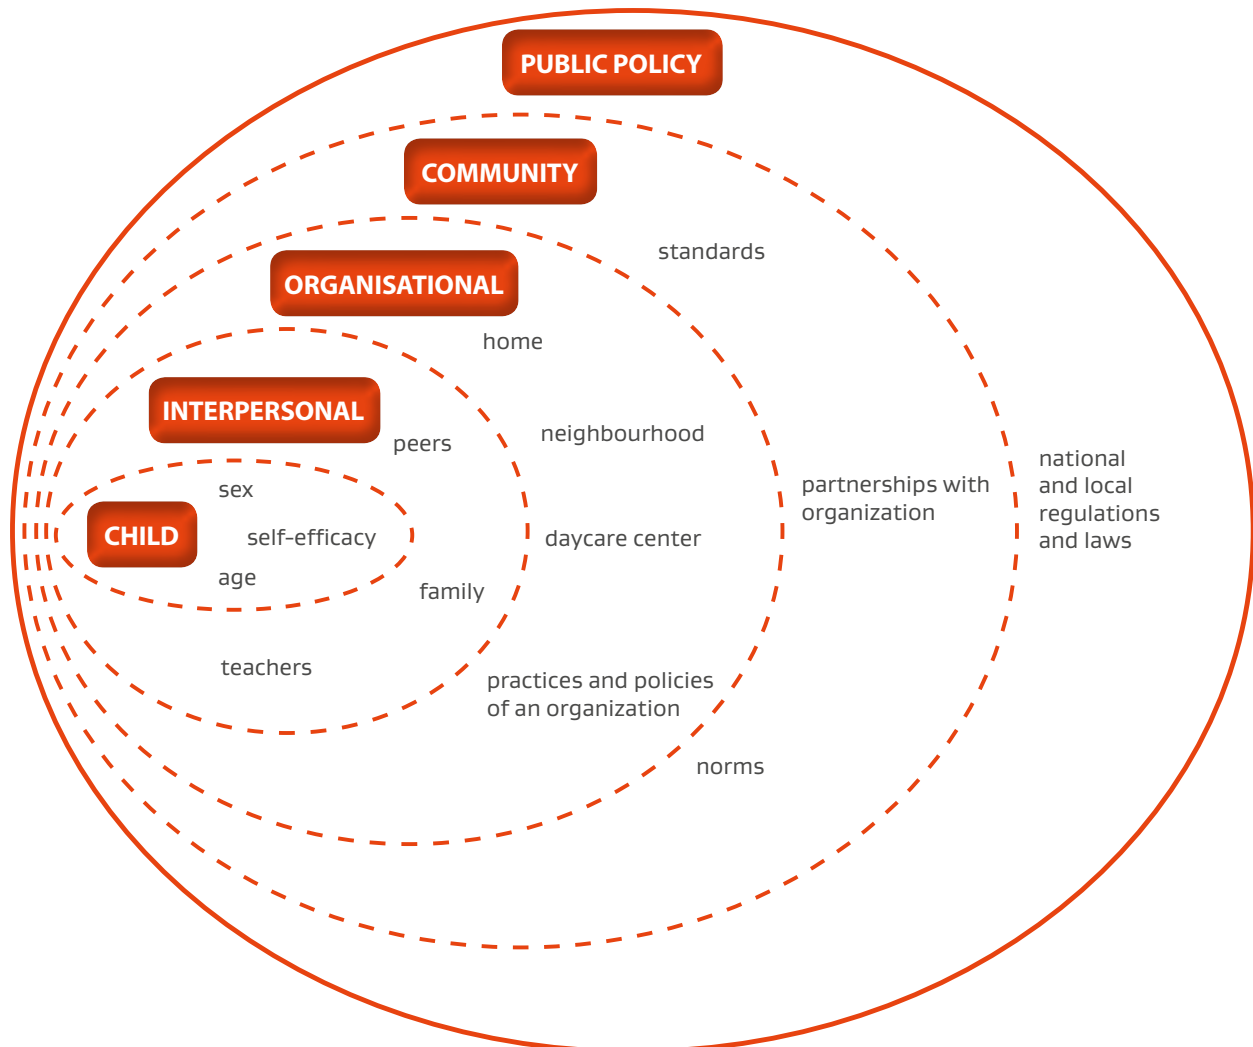 PUBLIC POLICY
COMMUNITY
standards
ORGANISATIONAL
home
INTERPERSONAL
peers
neighbourhood
sex
CHILD
self-efficacy
age
family
teachers
daycare center
partnerships with
organization
national
and local
regulations
and laws
practices and policies
of an organization
norms